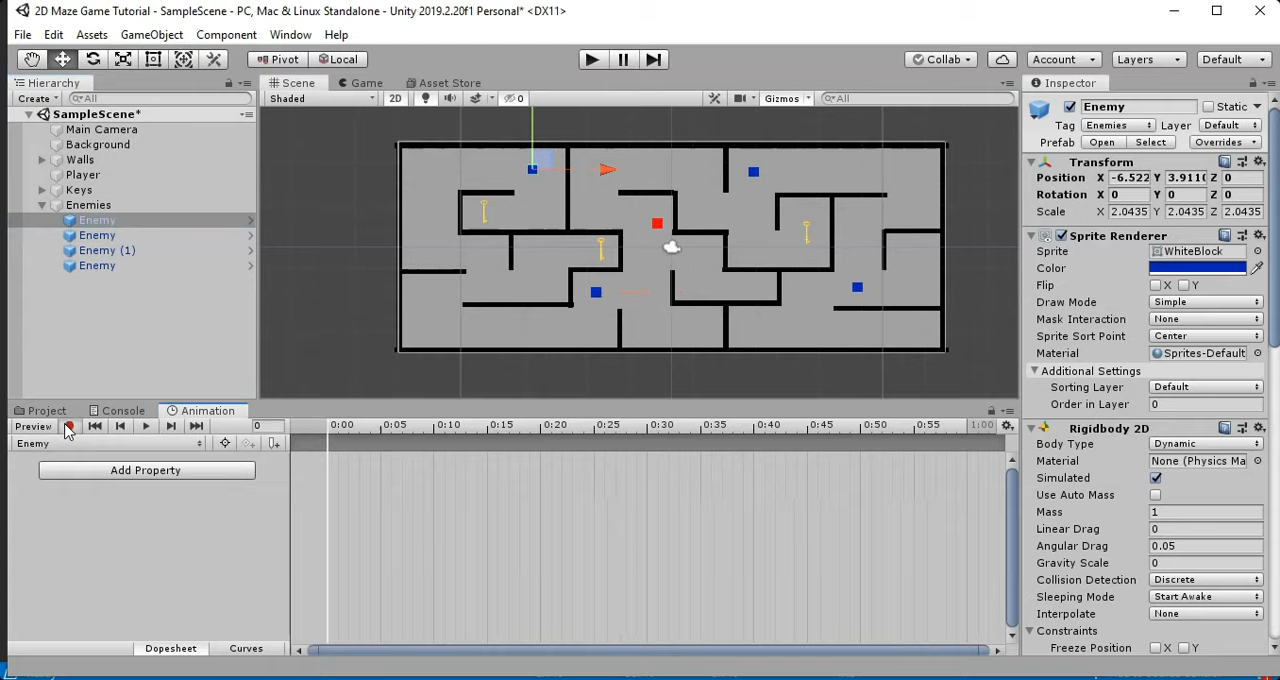 2D Maze Game Tutorial - SampleScene - PC, Mac & Linux Standalone - Unity 2019.2.20f1 Personal* <DX11>
File Edit Assets GameObject Component Window Help
Pivot Local Collab Account Layers Default
Hierarchy Scene Game Asset Store Inspector
Create All Shaded 2D 0 Gizmos All
SampleScene*
Main Camera
Background
Walls
Player
Keys
Enemies
Enemy
Enemy
Enemy (1)
Enemy
Enemy Static
Tag Enemies Layer Default
Prefab Open Select Overrides
Transform
Position X -6.522 Y 3.9110 Z 0
Rotation X 0 Y 0 Z 0
Scale X 2.0435 Y 2.0435 Z 2.0435
Sprite Renderer
Sprite WhiteBlock
Color
Flip X Y
Draw Mode Simple
Mask Interaction None
Sprite Sort Point Center
Material Sprites-Default
Additional Settings
Sorting Layer Default
Order in Layer 0
Rigidbody 2D
Body Type Dynamic
Material None (Physics Ma
Simulated
Use Auto Mass
Mass 1
Linear Drag 0
Angular Drag 0.05
Gravity Scale 0
Collision Detection Discrete
Sleeping Mode Start Awake
Interpolate None
Constraints
Freeze Position X Y
Project Console Animation
Preview 0 0:00 0:05 0:10 0:15 0:20 0:25 0:30 0:35 0:40 0:45 0:50 0:55 1:00
Enemy
Add Property
Dopesheet Curves